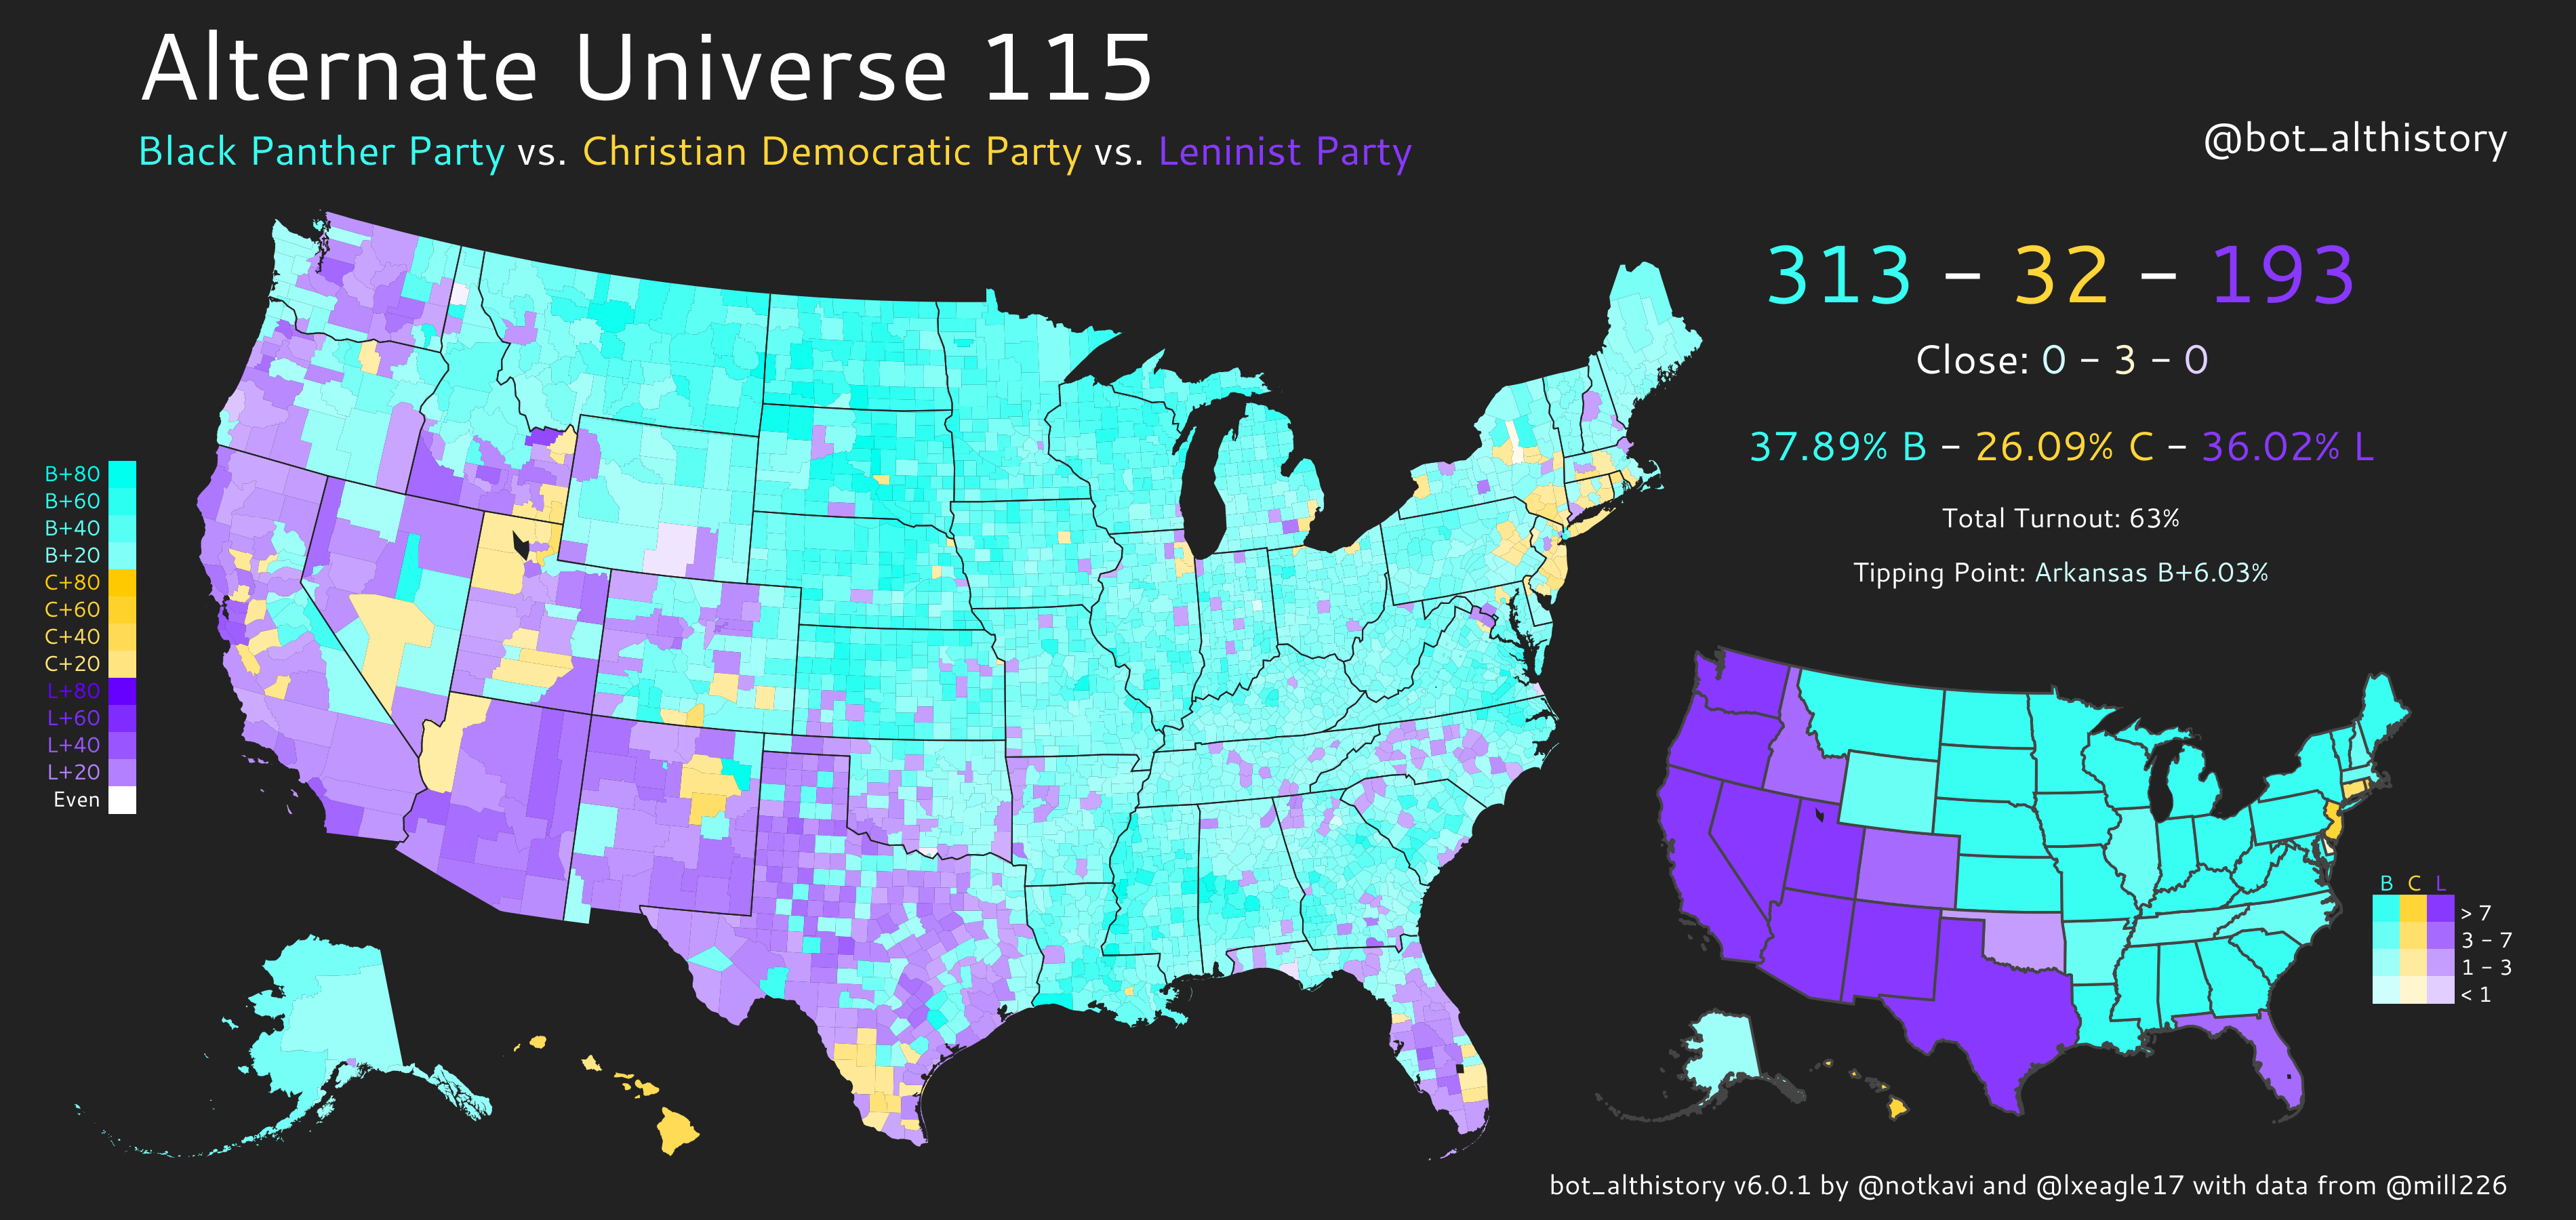 Alternate Universe 115
Black Panther Party vs. Christian Democratic Party vs. Leninist Party
@bot_althistory
313 - 32 - 193
Close: 0 - 3 - 0
37.89% B - 26.09% C - 36.02% L
Total Turnout: 63%
Tipping Point: Arkansas B+6.03%
B+80
B+60
B+40
B+20
C+80
C+60
C+40
C+20
L+80
L+60
L+40
L+20
Even
B C L
> 7
3 - 7
1 - 3
< 1
bot_althistory v6.0.1 by @notkavi and @lxeagle17 with data from @mill226